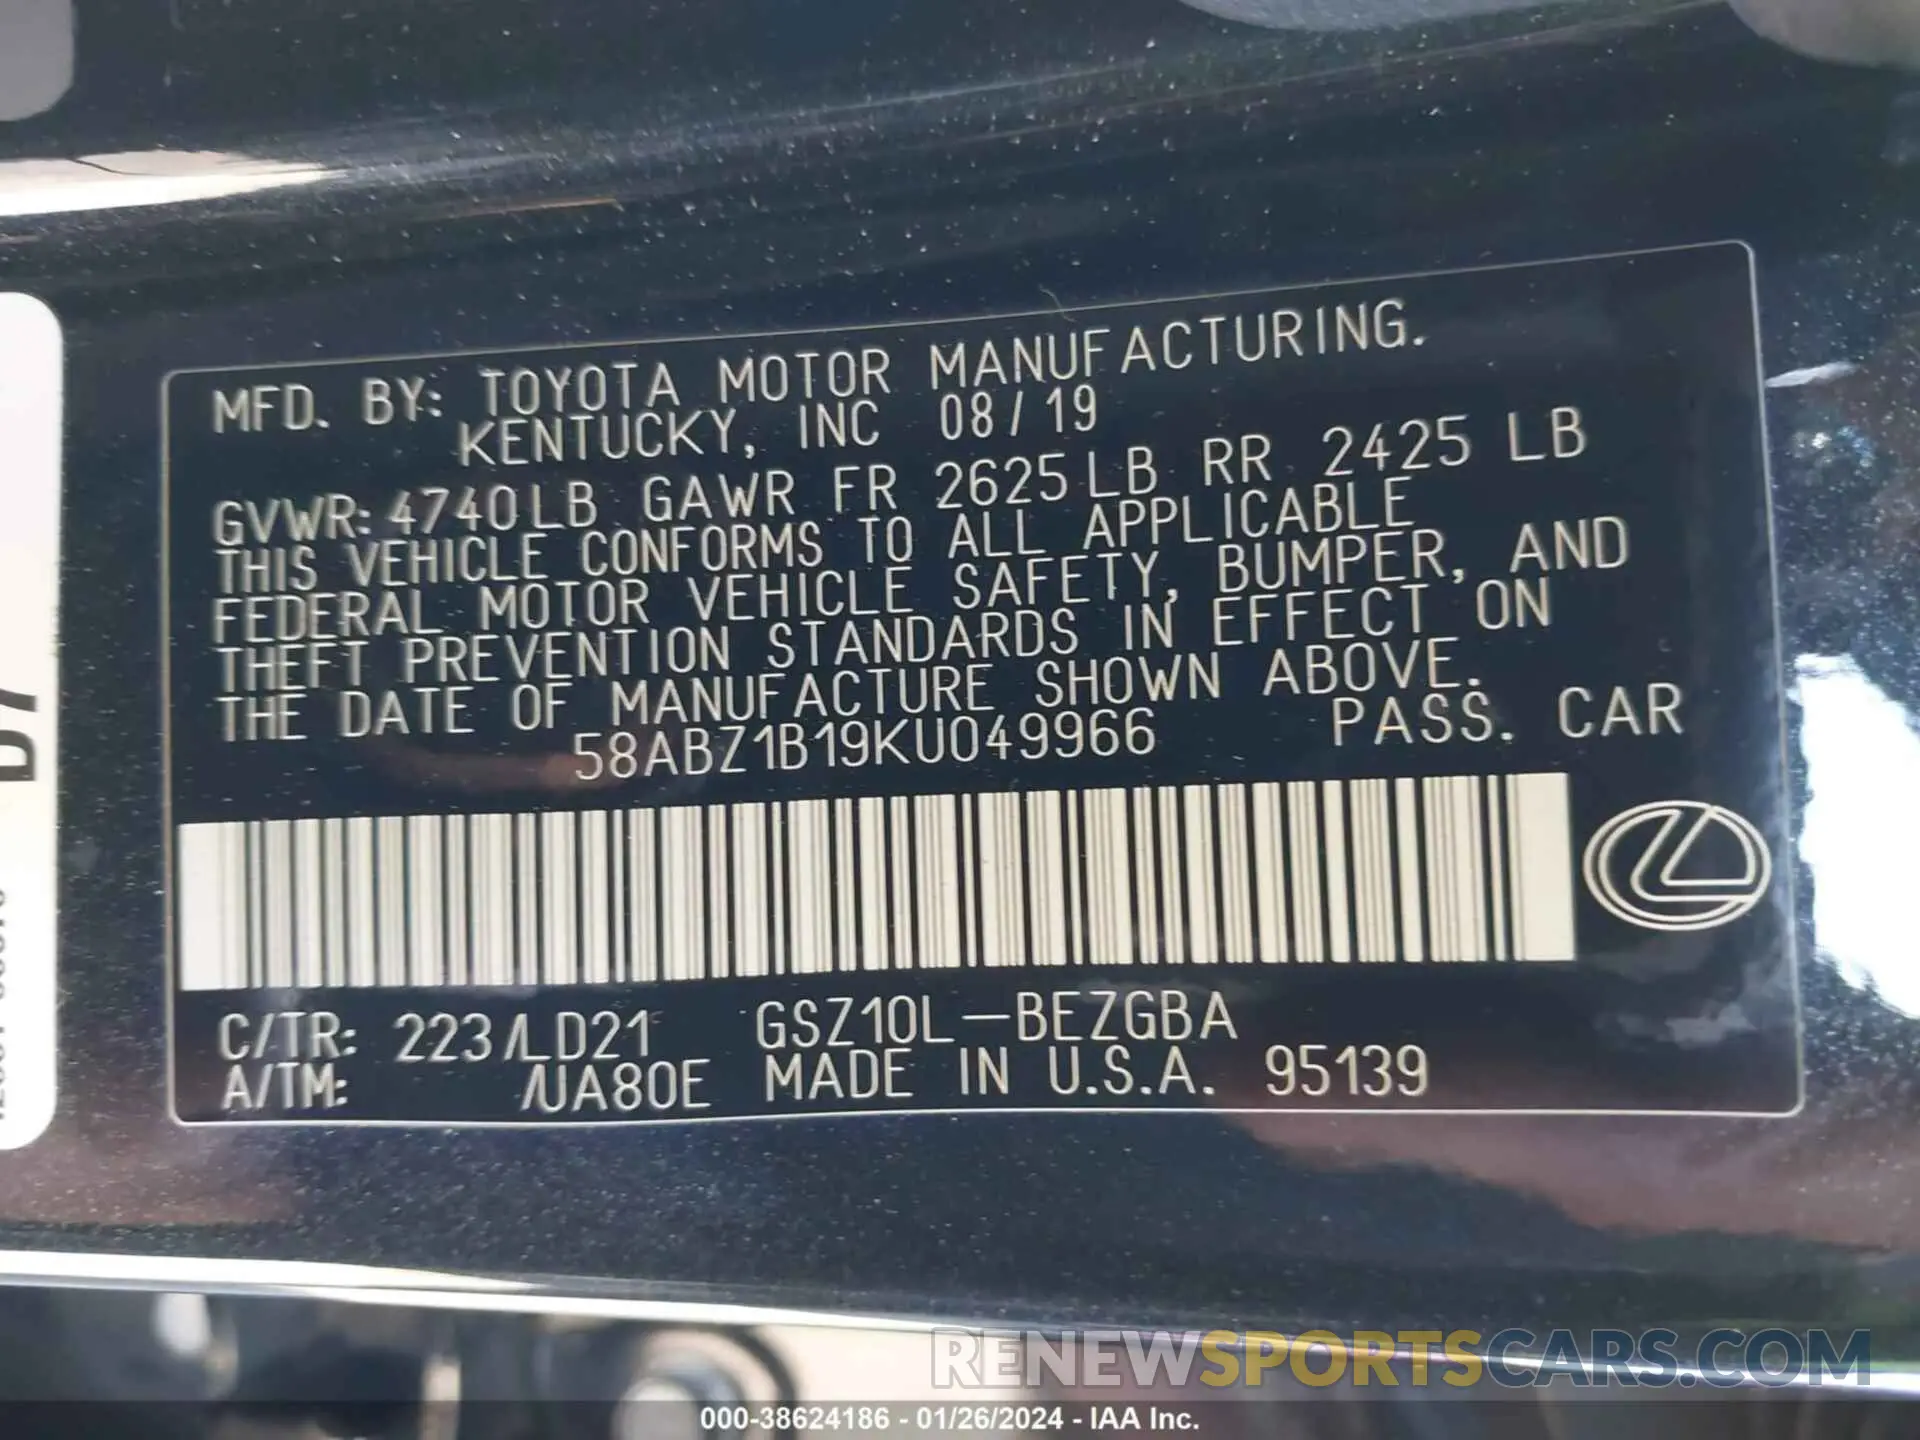 MFD. BY: TOYOTA MOTOR MANUFACTURING.
KENTUCKY, INC 08/19
GVWR: 4740LB GAWR FR 2625LB RR 2425 LB
THIS VEHICLE CONFORMS TO ALL APPLICABLE
FEDERAL MOTOR VEHICLE SAFETY, BUMPER, AND
THEFT PREVENTION STANDARDS IN EFFECT ON
THE DATE OF MANUFACTURE SHOWN ABOVE.
58ABZ1B19KU049966 PASS. CAR
C/TR: 223/LD21 GSZ10L-BEZGBA
A/TM: /UA80E MADE IN U.S.A. 95139
RENEWSPORTSCARS.COM
000-38624186 - 01/26/2024 - IAA Inc.